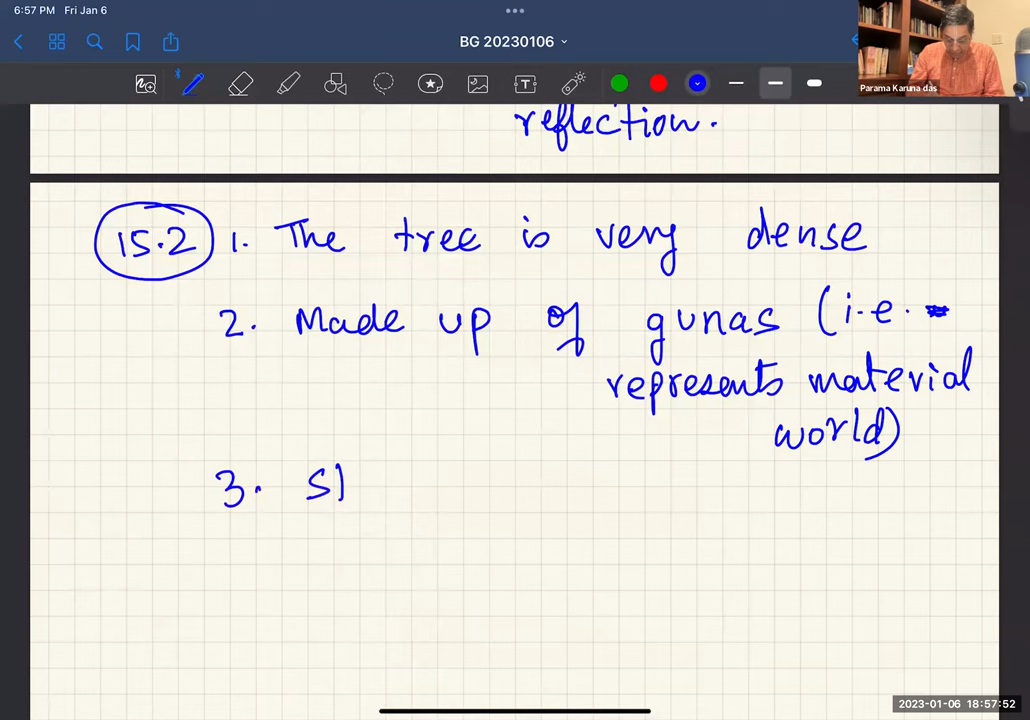 6:57 PM Fri Jan 6
BG 20230106
Parama Karuna das
reflection.
15.2 1. The tree is very dense
2. Made up of gunas (i.e.
represents material
world)
3. Sl
2023-01-06 18:57:52